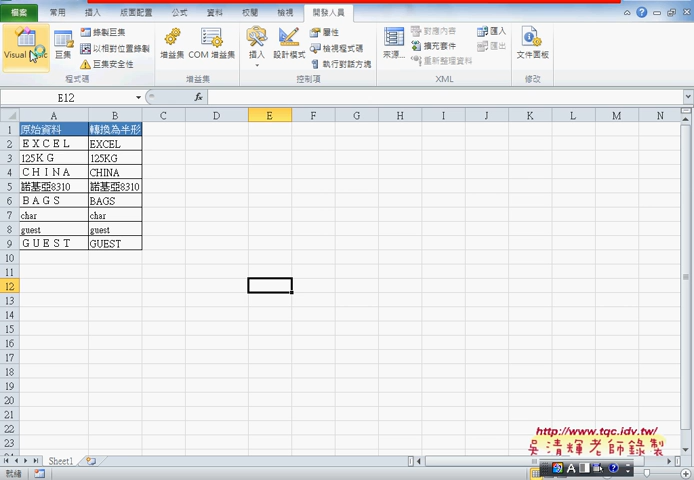 檔案 常用 插入 版面配置 公式 資料 校閱 檢視 開發人員
Visual Basic 巨集 錄製巨集 以相對位置錄製 巨集安全性 增益集 COM 增益集 插入 設計模式 屬性 檢視程式碼 執行對話方塊 來源... 對應內容 擴充套件 重新整理資料 匯入 匯出 文件面板
程式碼 增益集 控制項 XML 修改
E12 fx
A B C D E F G H I J K L M N
1 原始資料 轉換為半形
2 ＥＸＣＥＬ EXCEL
3 125ＫＧ 125KG
4 ＣＨＩＮＡ CHINA
5 諾基亞8310 諾基亞8310
6 ＢＡＧＳ BAGS
7 char char
8 guest guest
9 ＧＵＥＳＴ GUEST
10
11
12
13
14
15
16
17
18
19
20
21
22
23
http://www.tqc.idv.tw/
吳清輝老師錄製
Sheet1
就緒